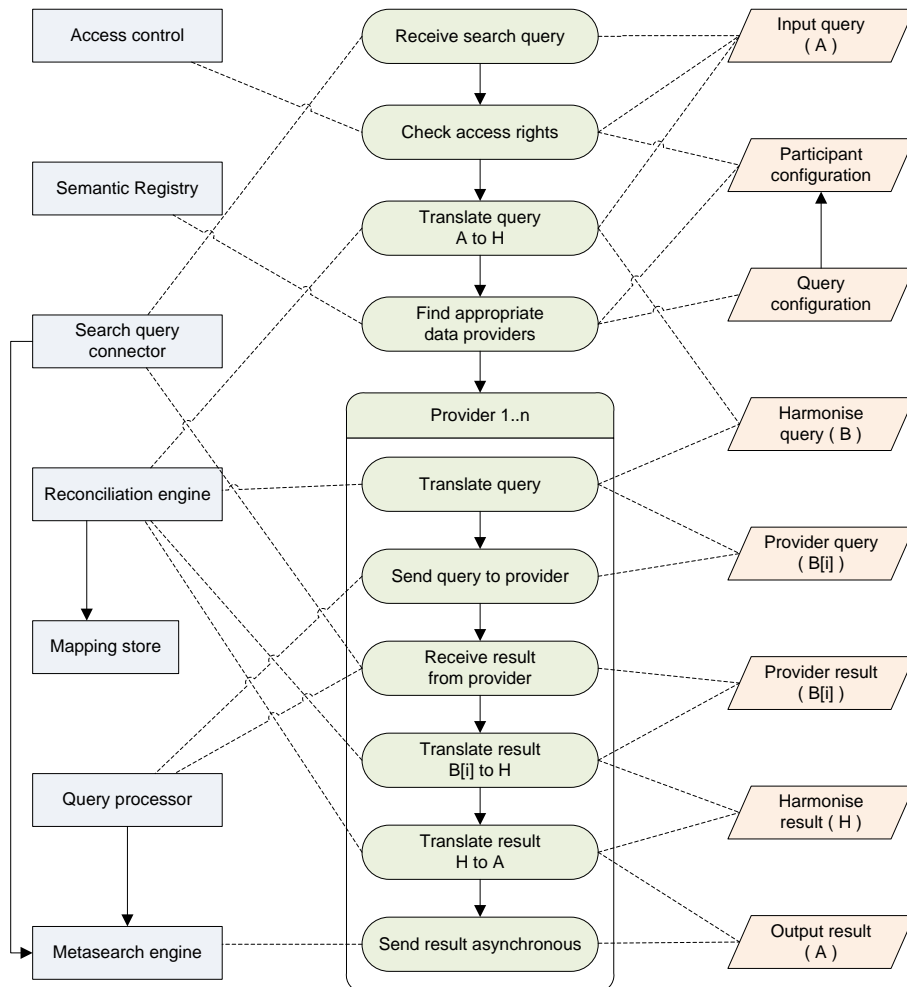 Access control
Semantic Registry
Search query
connector
Reconciliation engine
Mapping store
Query processor
Metasearch engine
Receive search query
Check access rights
Translate query
A to H
Find appropriate
data providers
Provider 1..n
Translate query
Send query to provider
Receive result
from provider
Translate result
B[i] to H
Translate result
H to A
Send result asynchronous
Input query
( A )
Participant
configuration
Query
configuration
Harmonise
query ( B )
Provider query
( B[i] )
Provider result
( B[i] )
Harmonise
result ( H )
Output result
( A )